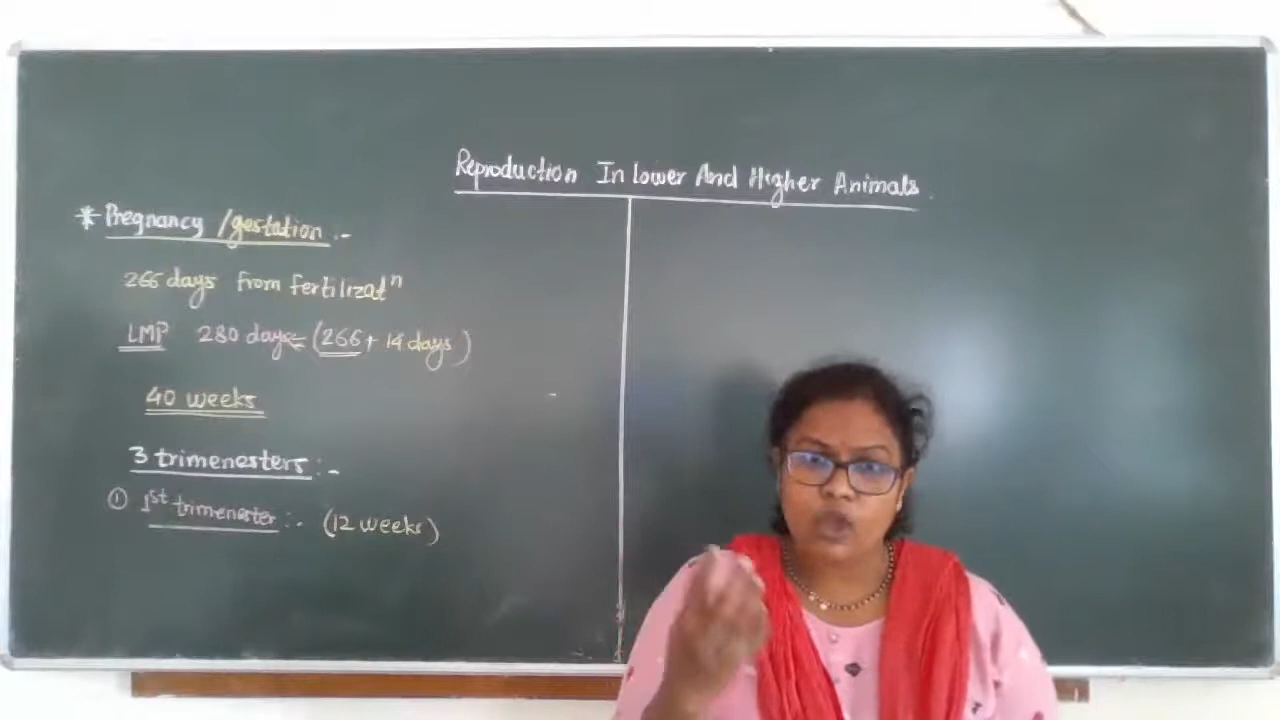 Reproduction In Lower And Higher Animals.
* Pregnancy /gestation :-
266 days from fertilizatⁿ
LMP 280 days = (266 + 14 days)
40 weeks
3 trimenesters :-
① 1st trimenester :- (12 weeks)